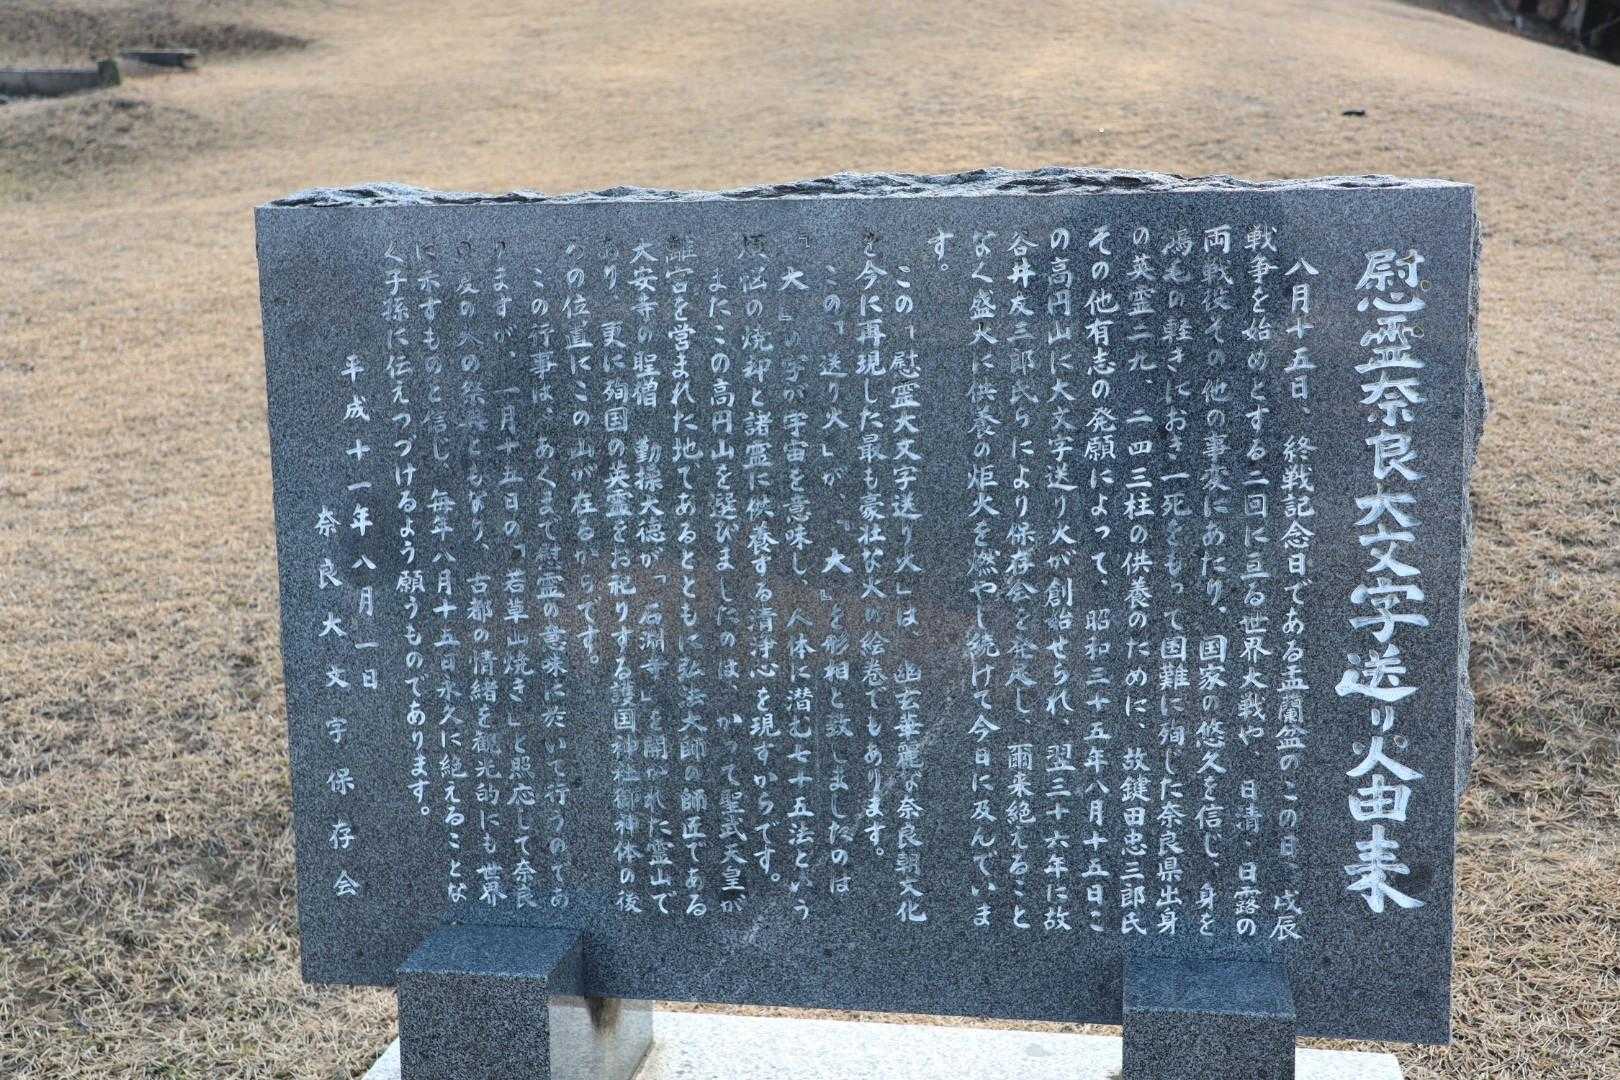 慰霊奈良大文字送り火由来
八月十五日、終戦記念日である盂蘭盆のこの日、戊辰
戦争を始めとする二回に亘る世界大戦や、日清、日露の
両戦役その他の事変にあたり、国家の悠久を信じ、身を
鴻毛の軽きにおき一死をもって国難に殉じた奈良県出身
の英霊二九、二四三柱の供養のために、故鍵田忠三郎氏
その他有志の発願によって、昭和三十五年八月十五日こ
の高円山に大文字送り火が創始せられ、翌三十六年に故
谷井友三郎氏らにより保存会を発足し、爾来絶えること
なく盛火に供養の炬火を燃やし続けて今日に及んでいま
す。
この「慰霊大文字送り火」は、幽玄華麗な奈良朝文化
を今に再現した最も豪壮な火の絵巻でもあります。
この「送り火」が、『大』を形相と致しましたのは
『大』の字が宇宙を意味し、人体に潜む七十五法という
煩悩の焼却と諸霊に供養する清浄心を現すからです。
またこの高円山を選びましたのは、かつて聖武天皇が
離宮を営まれた地であるとともに弘法大師の師匠である
大安寺の聖僧 勤操大徳が「石淵寺」を開かれた霊山で
あり、更に殉国の英霊をお祀りする護国神社御神体の後
の位置にこの山が在るからです。
この行事は、あくまで慰霊の意味に於いて行うのであ
りますが、一月十五日の「若草山焼き」と照応して奈良
の夏の火の祭典ともなり、古都の情緒を観光的にも世界
に示すものと信じ、毎年八月十五日永久に絶えることな
く子孫に伝えつづけるよう願うものであります。
平成十一年八月一日
奈良大文字保存会